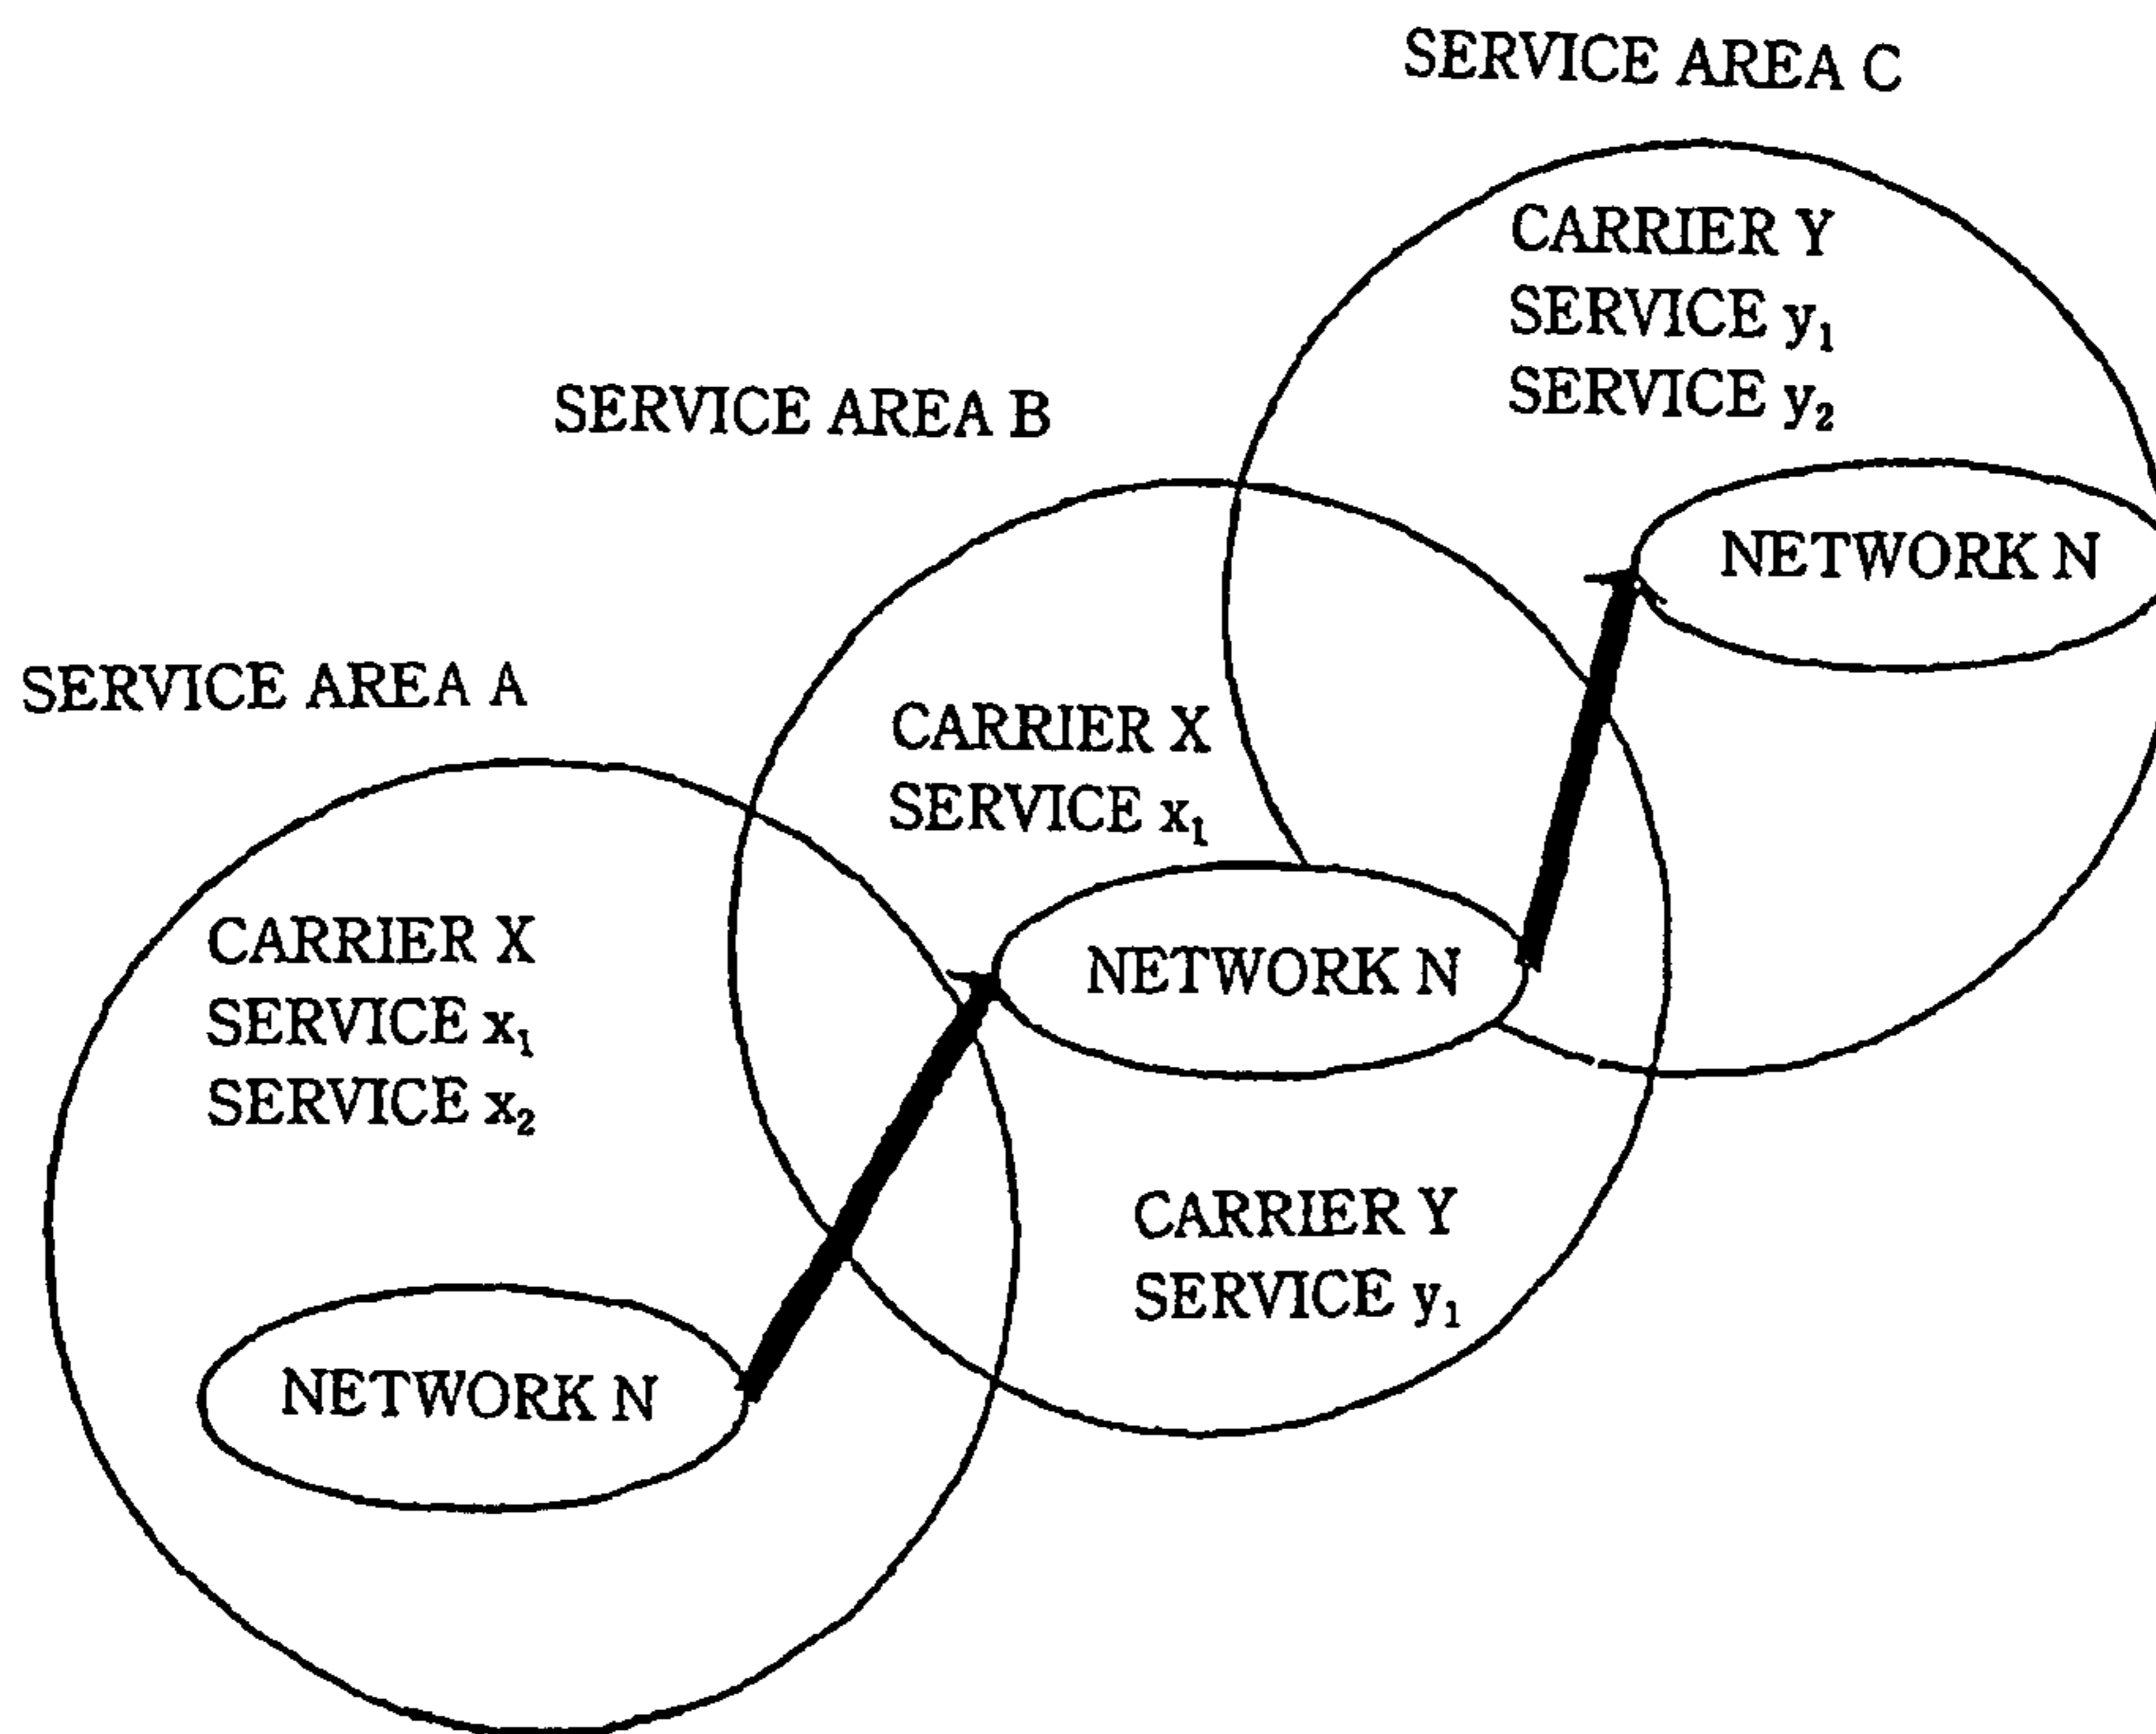 SERVICE AREA C
CARRIER Y
SERVICE y₁
SERVICE y₂
NETWORK N
SERVICE AREA B
CARRIER X
SERVICE x₁
NETWORK N
CARRIER Y
SERVICE y₁
SERVICE AREA A
CARRIER X
SERVICE x₁
SERVICE x₂
NETWORK N